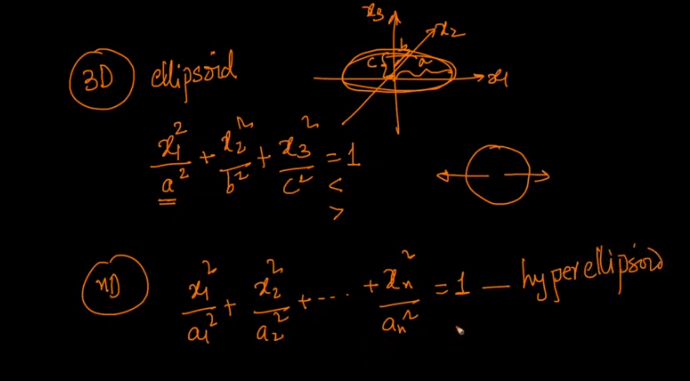 x₃
x₂
3D ellipsoid
c b a
x₁
x₁²/a² + x₂²/b² + x₃²/c² = 1
<
>
nD x₁²/a₁² + x₂²/a₂² + ---- + xₙ²/aₙ² = 1 — hyperellipsoid